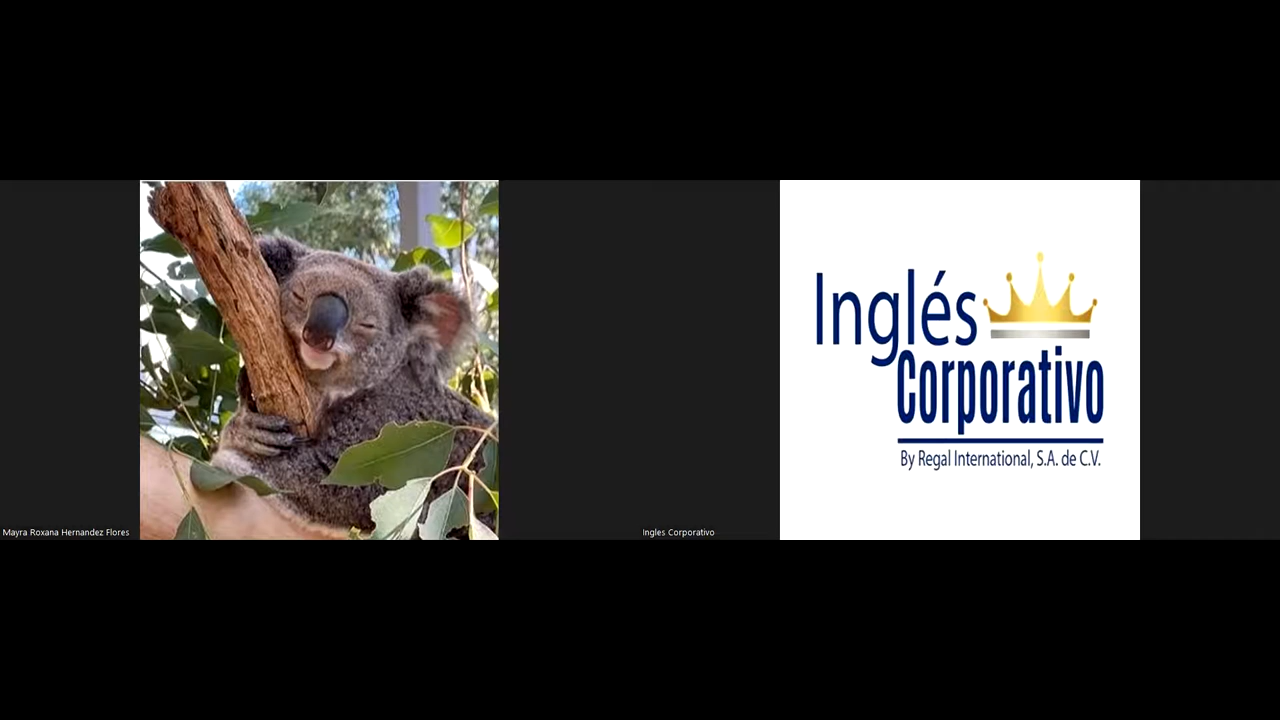 Inglés
Corporativo
By Regal International, S.A. de C.V.
Mayra Roxana Hernandez Flores
Ingles Corporativo